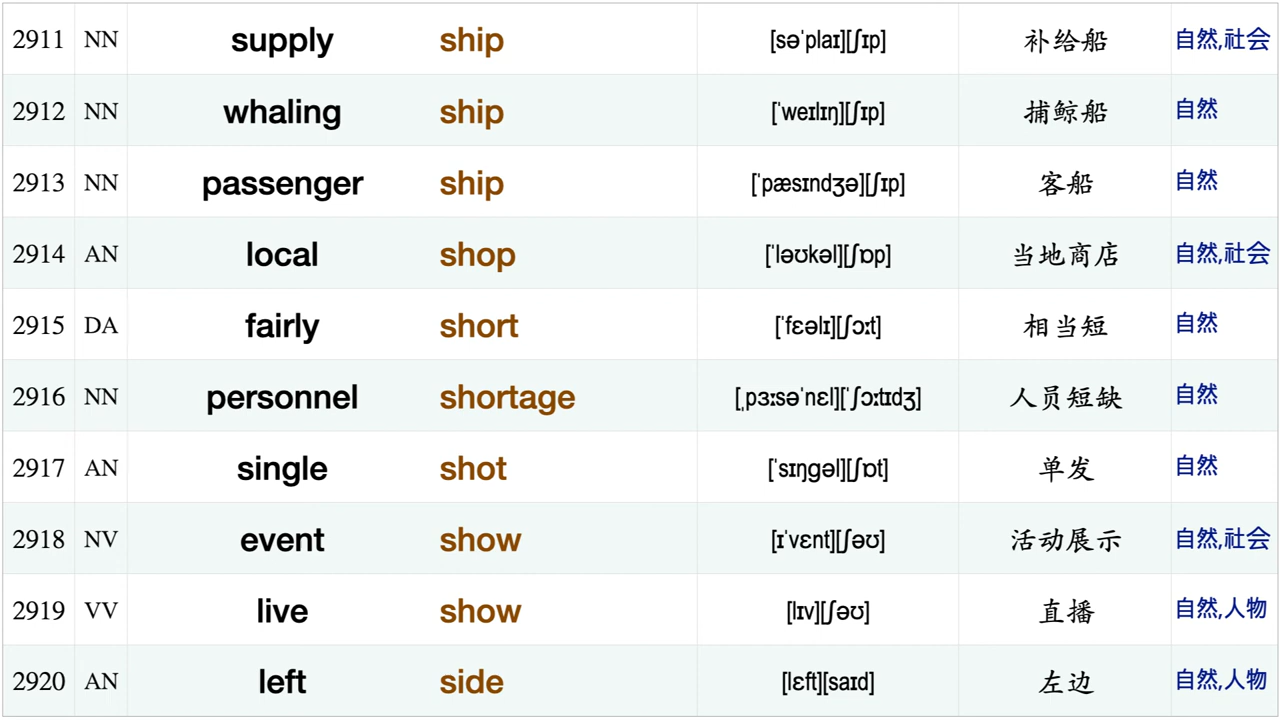 2911 NN supply ship [səˈplaɪ][ʃɪp] 补给船 自然,社会
2912 NN whaling ship [ˈweɪlɪŋ][ʃɪp] 捕鲸船 自然
2913 NN passenger ship [ˈpæsɪndʒə][ʃɪp] 客船 自然
2914 AN local shop [ˈləʊkəl][ʃɒp] 当地商店 自然,社会
2915 DA fairly short [ˈfɛəlɪ][ʃɔːt] 相当短 自然
2916 NN personnel shortage [ˌpɜːsəˈnɛl][ˈʃɔːtɪdʒ] 人员短缺 自然
2917 AN single shot [ˈsɪŋɡəl][ʃɒt] 单发 自然
2918 NV event show [ɪˈvɛnt][ʃəʊ] 活动展示 自然,社会
2919 VV live show [lɪv][ʃəʊ] 直播 自然,人物
2920 AN left side [lɛft][saɪd] 左边 自然,人物